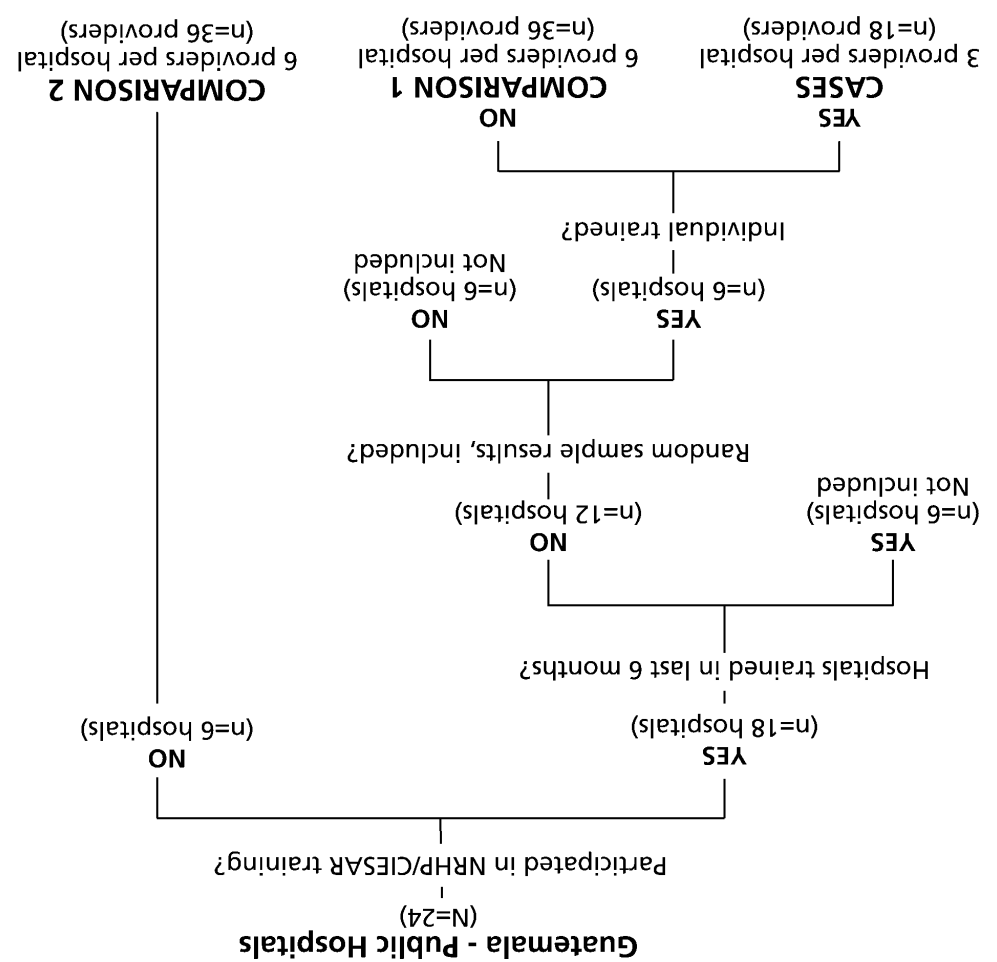 Guatemala - Public Hospitals
(N=24)
Participated in NRHP/CIESAR training?
YES
(n=18 hospitals)
NO
(n=6 hospitals)
Hospitals trained in last 6 months?
YES
(n=6 hospitals)
Not included
NO
(n=12 hospitals)
Random sample results, included?
YES
(n=6 hospitals)
NO
(n=6 hospitals)
Not included
Individual trained?
YES
CASES
3 providers per hospital
(n=18 providers)
NO
COMPARISON 1
6 providers per hospital
(n=36 providers)
COMPARISON 2
6 providers per hospital
(n=36 providers)